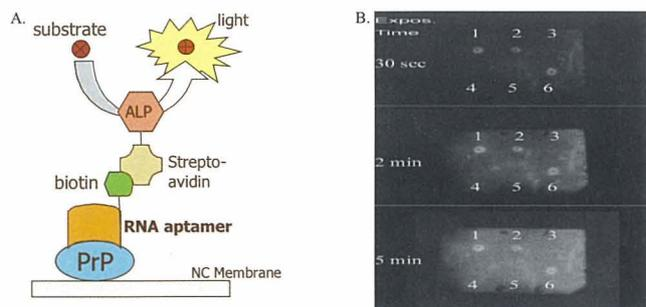 A.
substrate
light
ALP
Strepto-
avidin
biotin
RNA aptamer
PrP
NC Membrane
B.
Expos.
Time
1 2 3
30 sec
4 5 6
1 2 3
2 min
4 5 6
1 2 3
5 min
4 5 6